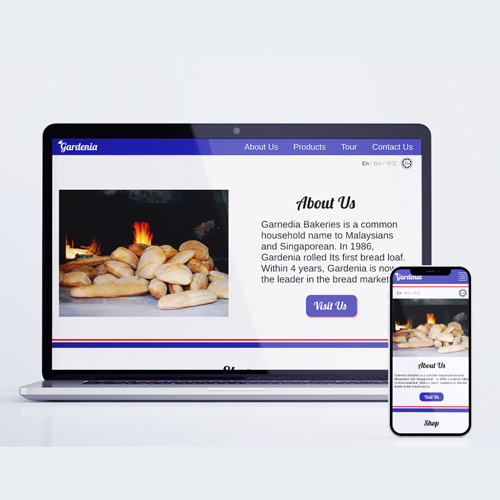 Gardenia
About Us
Products
Tour
Contact Us
En / Bm / 中文
About Us
Garnedia Bakeries is a common
household name to Malaysians
and Singaporean. In 1986,
Gardenia rolled Its first bread loaf.
Within 4 years, Gardenia is now
the leader in the bread market
Visit Us
Gardenia
En / Bm / 中文
About Us
Visit Us
Shop